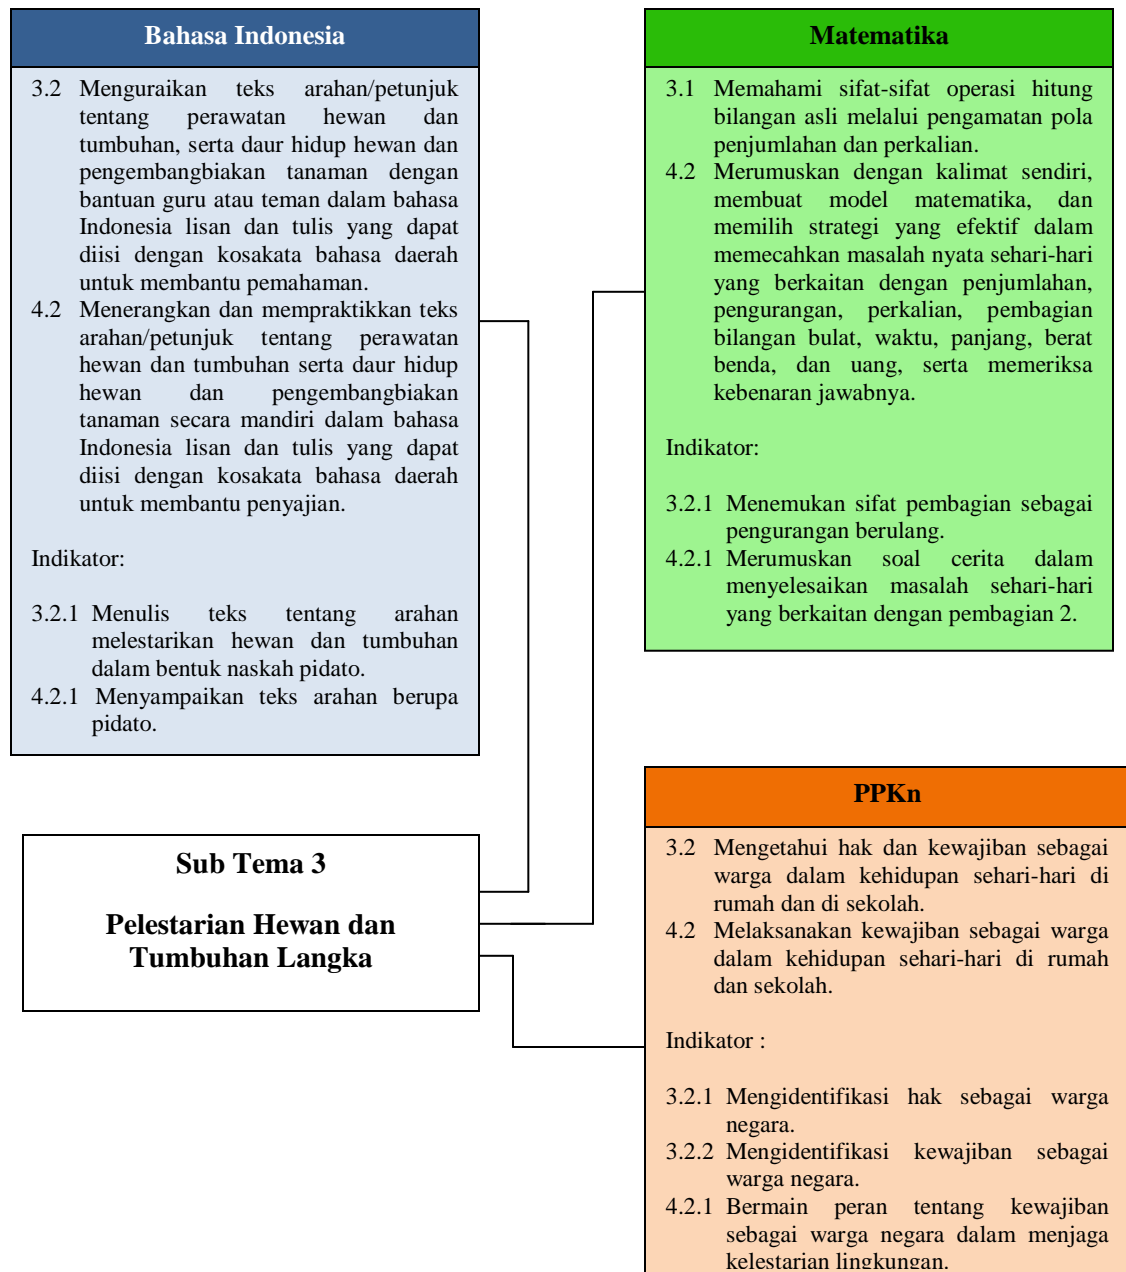 Bahasa Indonesia
3.2 Menguraikan teks arahan/petunjuk
tentang perawatan hewan dan
tumbuhan, serta daur hidup hewan dan
pengembangbiakan tanaman dengan
bantuan guru atau teman dalam bahasa
Indonesia lisan dan tulis yang dapat
diisi dengan kosakata bahasa daerah
untuk membantu pemahaman.
4.2 Menerangkan dan mempraktikkan teks
arahan/petunjuk tentang perawatan
hewan dan tumbuhan serta daur hidup
hewan dan pengembangbiakan
tanaman secara mandiri dalam bahasa
Indonesia lisan dan tulis yang dapat
diisi dengan kosakata bahasa daerah
untuk membantu penyajian.
Indikator:
3.2.1 Menulis teks tentang arahan
melestarikan hewan dan tumbuhan
dalam bentuk naskah pidato.
4.2.1 Menyampaikan teks arahan berupa
pidato.
Matematika
3.1 Memahami sifat-sifat operasi hitung
bilangan asli melalui pengamatan pola
penjumlahan dan perkalian.
4.2 Merumuskan dengan kalimat sendiri,
membuat model matematika, dan
memilih strategi yang efektif dalam
memecahkan masalah nyata sehari-hari
yang berkaitan dengan penjumlahan,
pengurangan, perkalian, pembagian
bilangan bulat, waktu, panjang, berat
benda, dan uang, serta memeriksa
kebenaran jawabnya.
Indikator:
3.2.1 Menemukan sifat pembagian sebagai
pengurangan berulang.
4.2.1 Merumuskan soal cerita dalam
menyelesaikan masalah sehari-hari
yang berkaitan dengan pembagian 2.
Sub Tema 3
Pelestarian Hewan dan
Tumbuhan Langka
PPKn
3.2 Mengetahui hak dan kewajiban sebagai
warga dalam kehidupan sehari-hari di
rumah dan di sekolah.
4.2 Melaksanakan kewajiban sebagai warga
dalam kehidupan sehari-hari di rumah
dan sekolah.
Indikator :
3.2.1 Mengidentifikasi hak sebagai warga
negara.
3.2.2 Mengidentifikasi kewajiban sebagai
warga negara.
4.2.1 Bermain peran tentang kewajiban
sebagai warga negara dalam menjaga
kelestarian lingkungan.